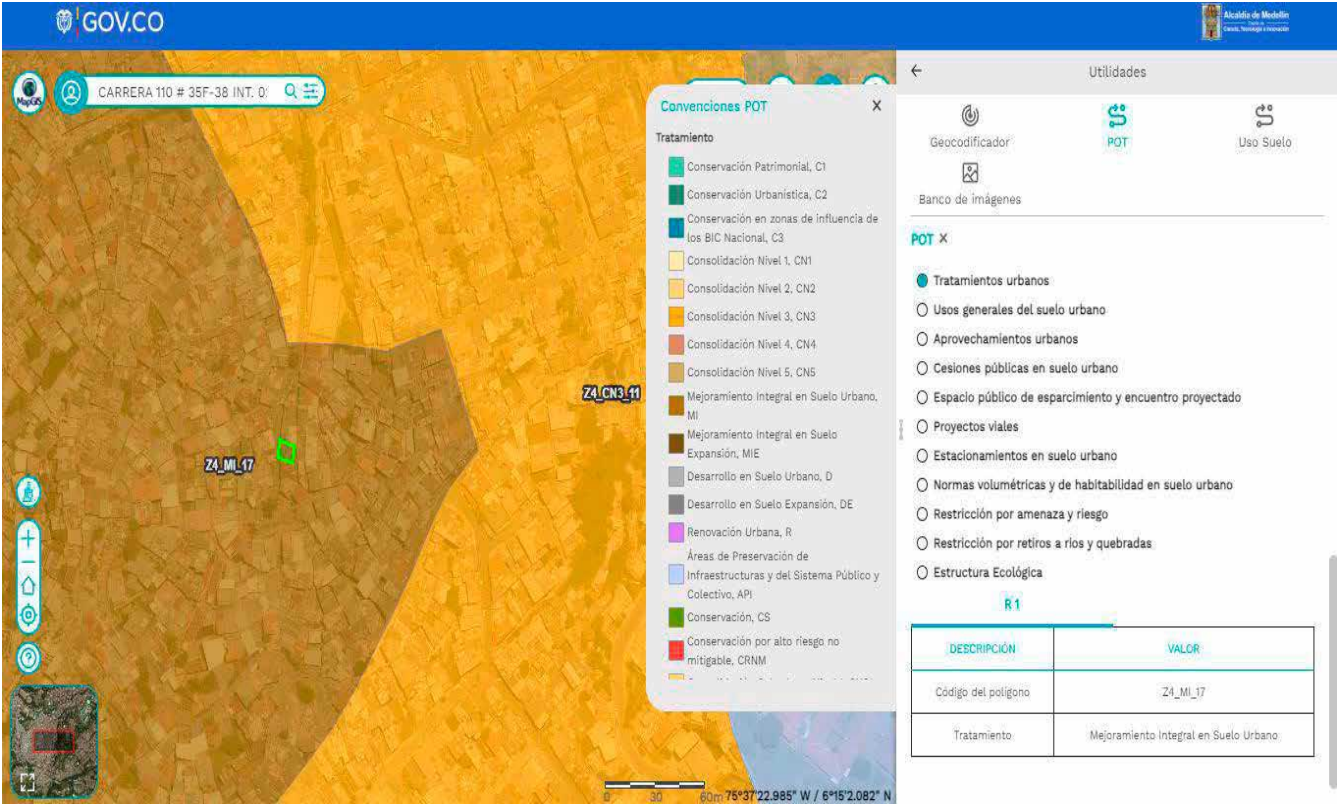 GOV.CO
Alcaldía de Medellín
Distrito de
Ciencia, Tecnología e Innovación
MapGIS
CARRERA 110 # 35F-38 INT. 0:
Z4_CN3_11
Z4_MI_17
0 30 60m
75°37'22.985" W / 6°15'2.082" N
Convenciones POT X
Tratamiento
Conservación Patrimonial, C1
Conservación Urbanística, C2
Conservación en zonas de influencia de
los BIC Nacional, C3
Consolidación Nivel 1, CN1
Consolidación Nivel 2, CN2
Consolidación Nivel 3, CN3
Consolidación Nivel 4, CN4
Consolidación Nivel 5, CN5
Mejoramiento Integral en Suelo Urbano,
MI
Mejoramiento Integral en Suelo
Expansión, MIE
Desarrollo en Suelo Urbano, D
Desarrollo en Suelo Expansión, DE
Renovación Urbana, R
Áreas de Preservación de
Infraestructuras y del Sistema Público y
Colectivo, API
Conservación, CS
Conservación por alto riesgo no
mitigable, CRNM
Utilidades
Geocodificador
POT
Uso Suelo
Banco de imágenes
POT X
Tratamientos urbanos
Usos generales del suelo urbano
Aprovechamientos urbanos
Cesiones públicas en suelo urbano
Espacio público de esparcimiento y encuentro proyectado
Proyectos viales
Estacionamientos en suelo urbano
Normas volumétricas y de habitabilidad en suelo urbano
Restricción por amenaza y riesgo
Restricción por retiros a ríos y quebradas
Estructura Ecológica
R 1
DESCRIPCIÓN VALOR
Código del polígono Z4_MI_17
Tratamiento Mejoramiento Integral en Suelo Urbano